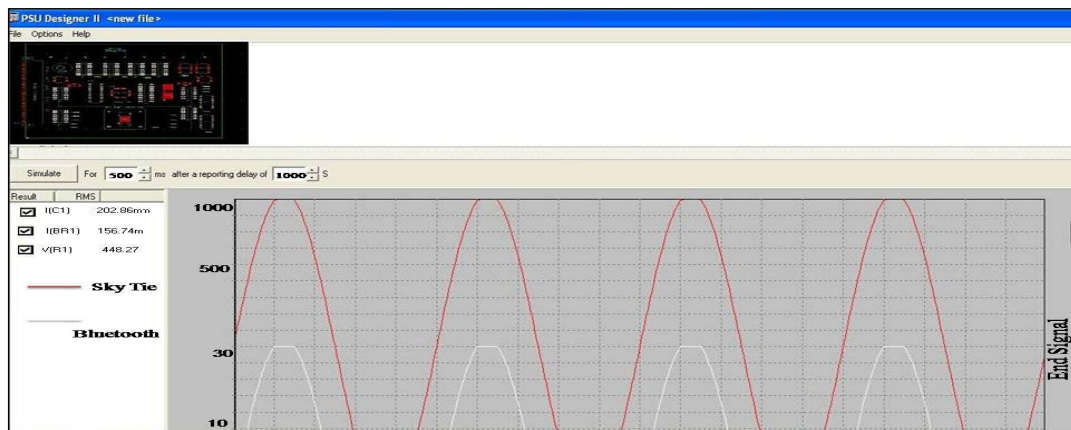 PSU Designer II <new file>
File Options Help
Simulate For 500 ms after a reporting delay of 1000 S
Result RMS
I(C1) 202.86mm
I(BR1) 156.74m
V(R1) 448.27
Sky Tie
Bluetooth
1000
500
30
10
End Signal